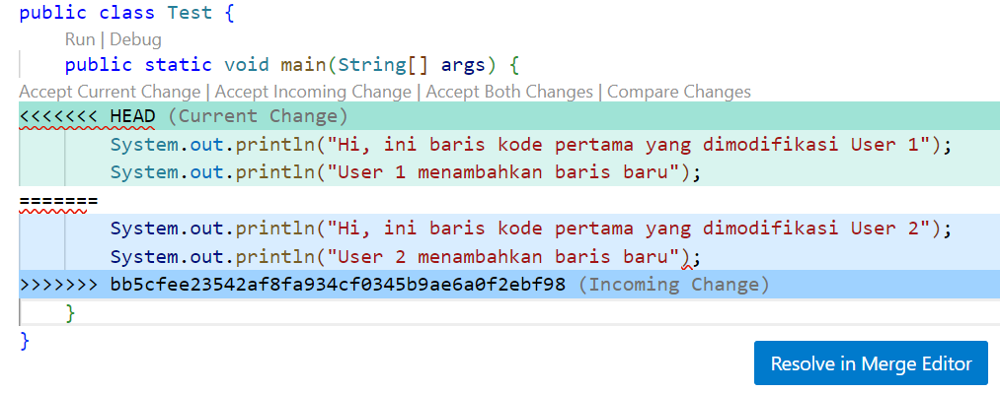 public class Test {
Run | Debug
public static void main(String[] args) {
Accept Current Change | Accept Incoming Change | Accept Both Changes | Compare Changes
<<<<<<< HEAD (Current Change)
System.out.println("Hi, ini baris kode pertama yang dimodifikasi User 1");
System.out.println("User 1 menambahkan baris baru");
=======
System.out.println("Hi, ini baris kode pertama yang dimodifikasi User 2");
System.out.println("User 2 menambahkan baris baru");
>>>>>>> bb5cfee23542af8fa934cf0345b9ae6a0f2ebf98 (Incoming Change)
}
}
Resolve in Merge Editor